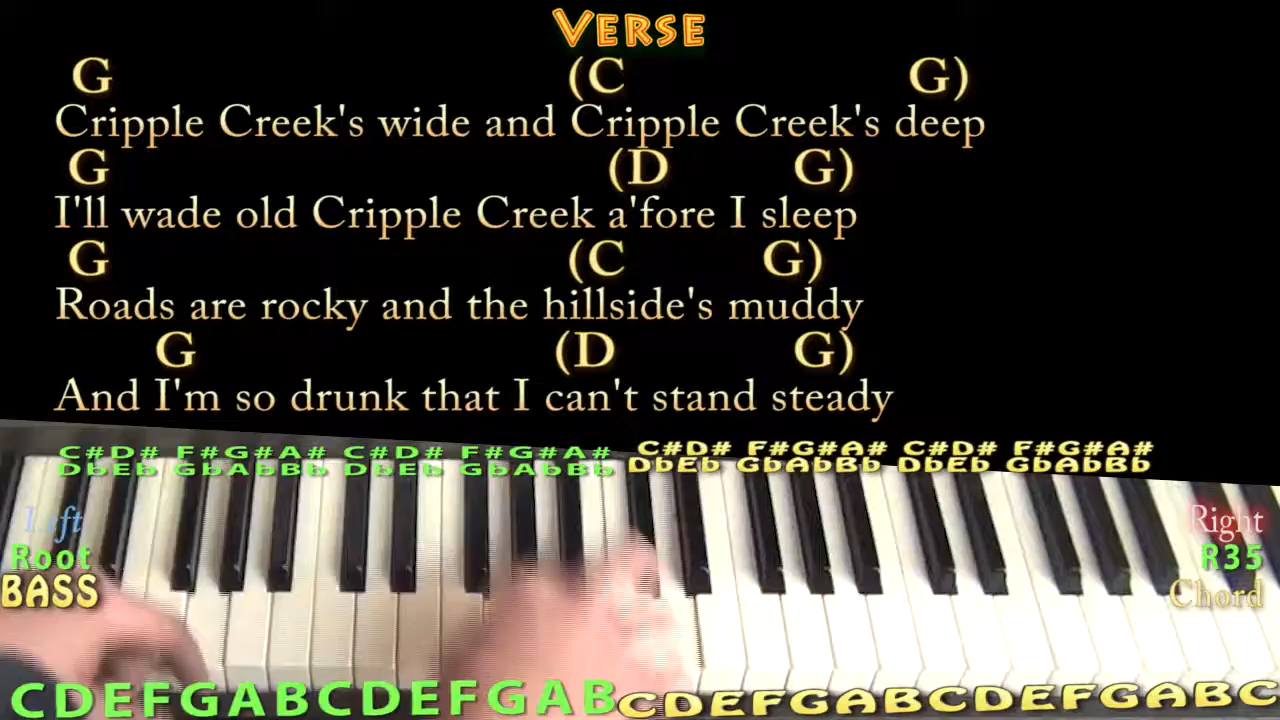 VERSE
G (C G)
Cripple Creek's wide and Cripple Creek's deep
G (D G)
I'll wade old Cripple Creek a'fore I sleep
G (C G)
Roads are rocky and the hillside's muddy
G (D G)
And I'm so drunk that I can't stand steady
C#D# F#G#A# C#D# F#G#A# C#D# F#G#A# C#D# F#G#A#
DbEb GbAbBb DbEb GbAbBb DbEb GbAbBb DbEb GbAbBb
Left Right
Root R35
BASS Chord
CDEFGABCDEFGABCDEFGABCDEFGABC